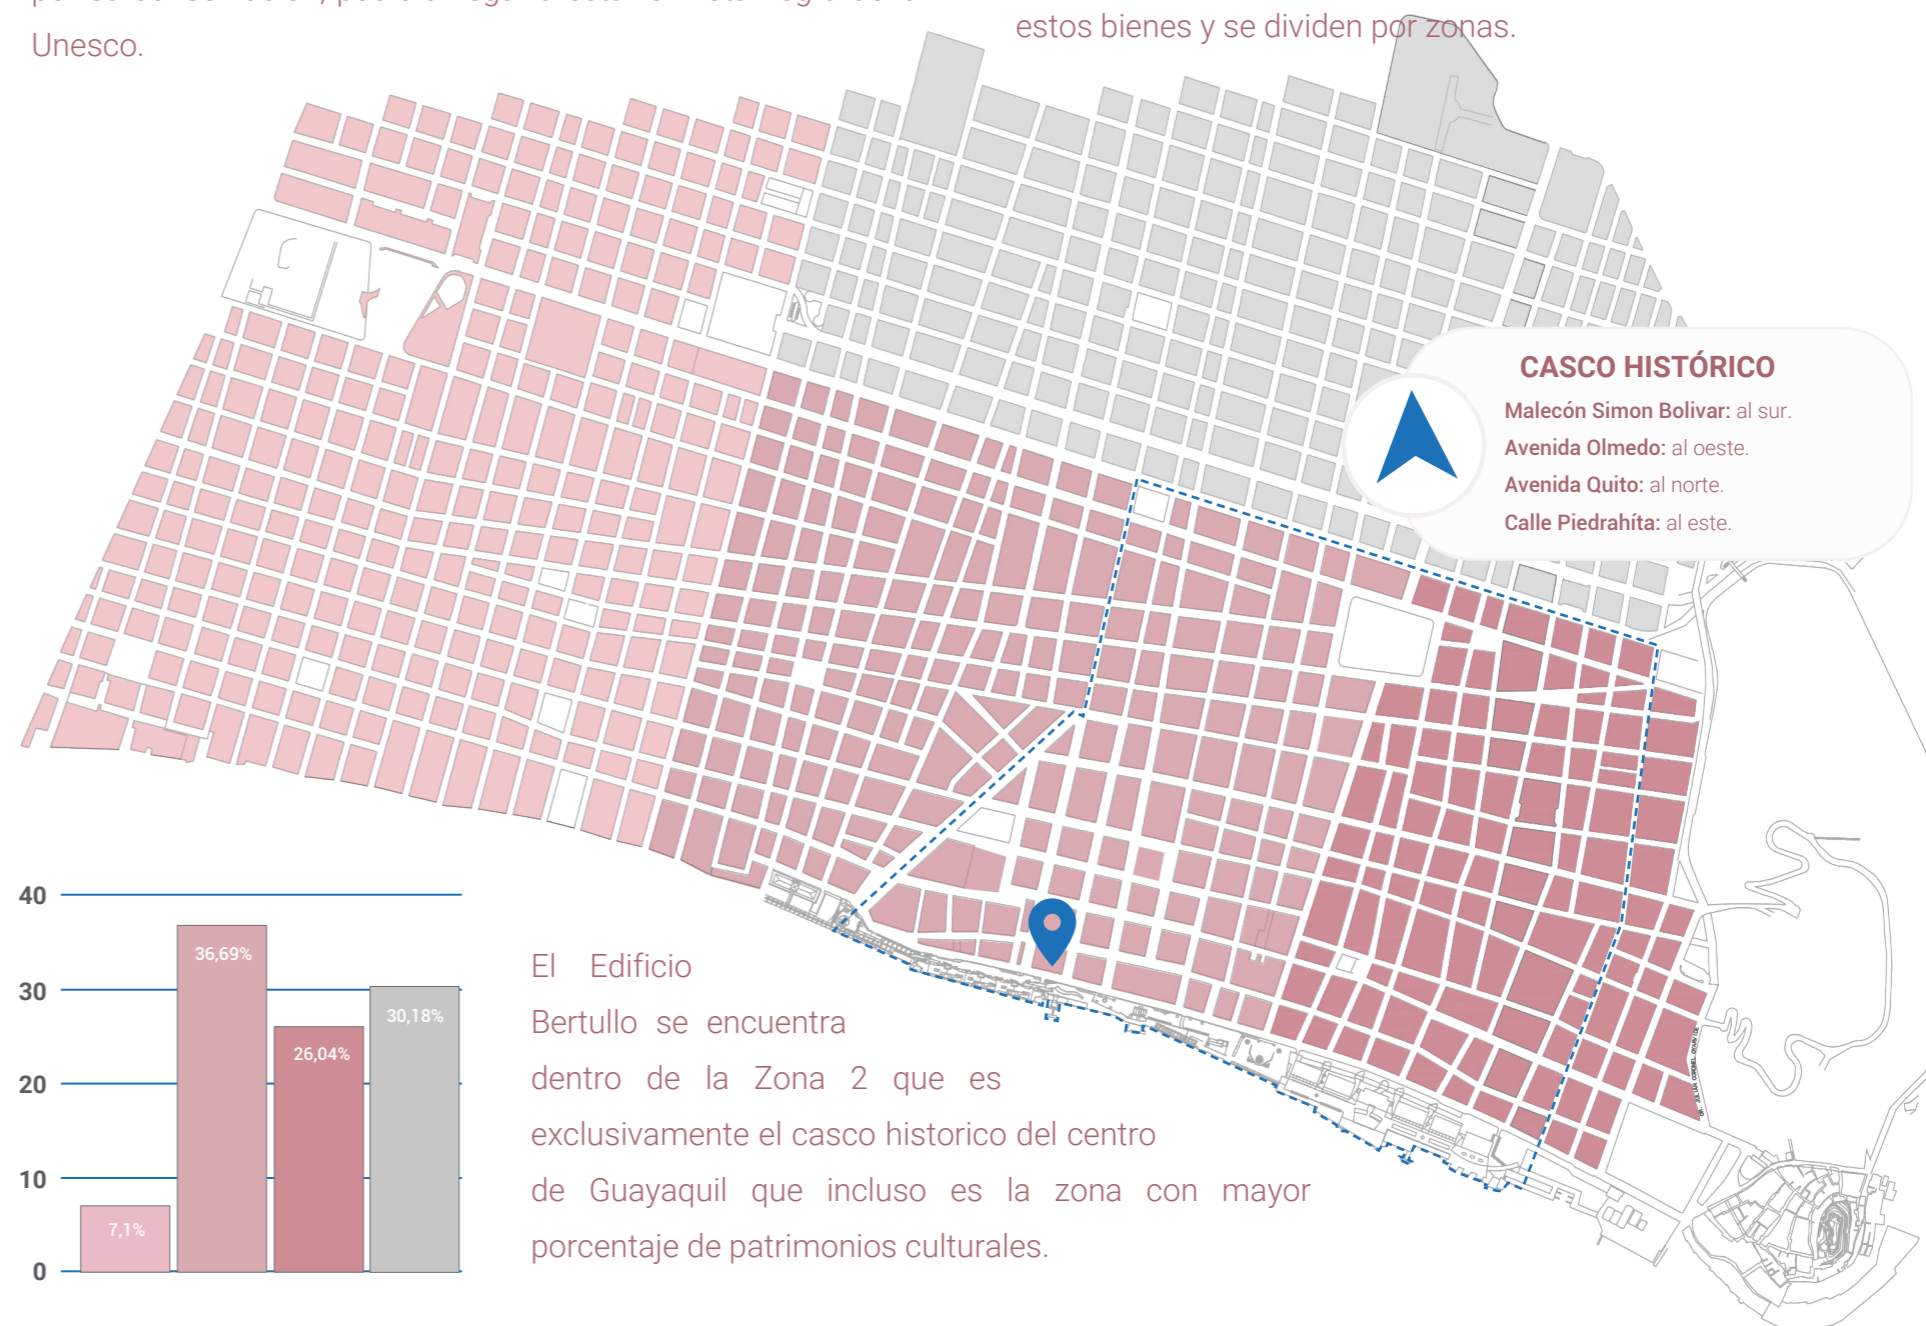 Unesco.
estos bienes y se dividen por zonas.
CASCO HISTÓRICO
Malecón Simon Bolivar: al sur.
Avenida Olmedo: al oeste.
Avenida Quito: al norte.
Calle Piedrahíta: al este.
40
30
20
10
0
7,1%
36,69%
26,04%
30,18%
El Edificio
Bertullo se encuentra
dentro de la Zona 2 que es
exclusivamente el casco historico del centro
de Guayaquil que incluso es la zona con mayor
porcentaje de patrimonios culturales.